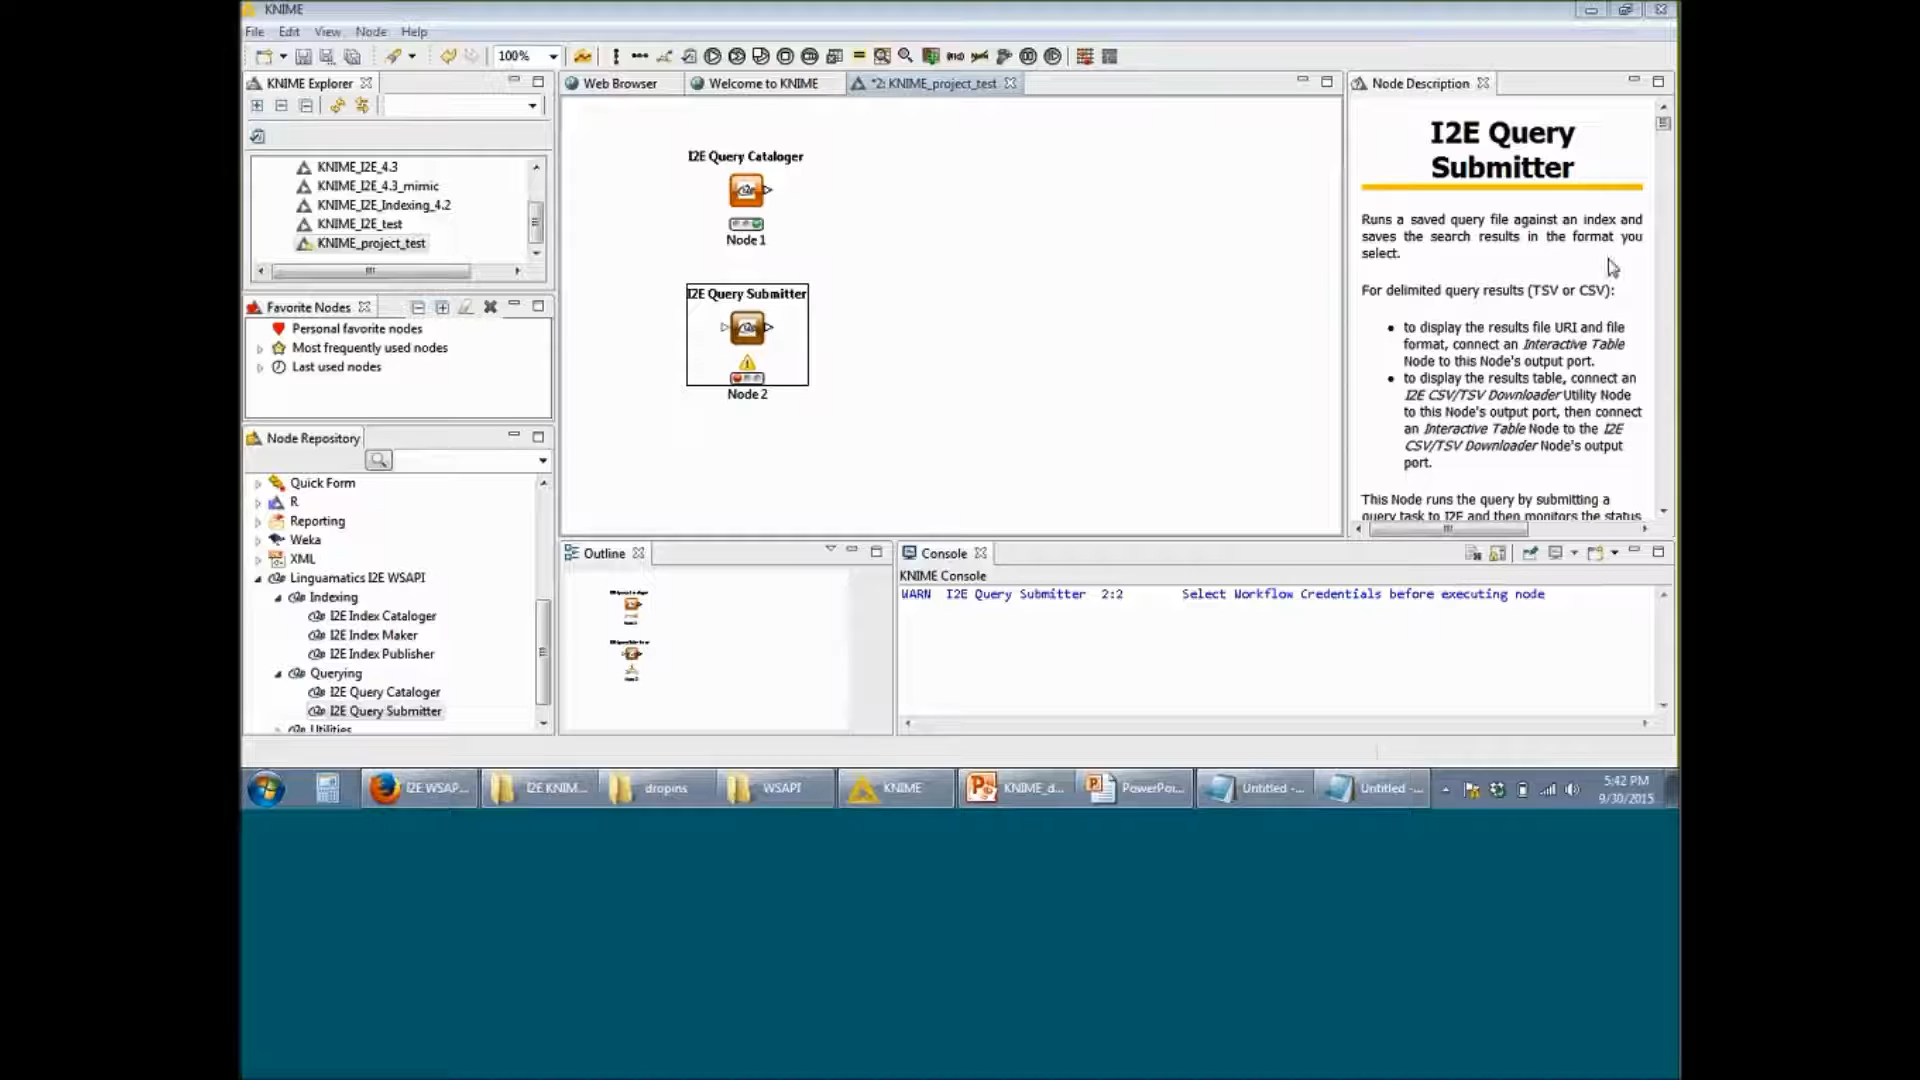 KNIME
File Edit View Node Help
100%
KNIME Explorer
KNIME_I2E_4.3
KNIME_I2E_4.3_mimic
KNIME_I2E_Indexing_4.2
KNIME_I2E_test
KNIME_project_test
Favorite Nodes
Personal favorite nodes
Most frequently used nodes
Last used nodes
Node Repository
Quick Form
R
Reporting
Weka
XML
Linguamatics I2E WSAPI
Indexing
I2E Index Cataloger
I2E Index Maker
I2E Index Publisher
Querying
I2E Query Cataloger
I2E Query Submitter
Utilities
Web Browser
Welcome to KNIME
*2: KNIME_project_test
I2E Query Cataloger
Node 1
I2E Query Submitter
Node 2
Node Description
I2E Query
Submitter
Runs a saved query file against an index and
saves the search results in the format you
select.
For delimited query results (TSV or CSV):
• to display the results file URI and file
format, connect an Interactive Table
Node to this Node's output port.
• to display the results table, connect an
I2E CSV/TSV Downloader Utility Node
to this Node's output port, then connect
an Interactive Table Node to the I2E
CSV/TSV Downloader Node's output
port.
This Node runs the query by submitting a
query task to I2E and then monitors the status
Outline
Console
KNIME Console
WARN I2E Query Submitter 2:2 Select Workflow Credentials before executing node
I2E WSAP...
I2E KNIM...
dropins
WSAPI
KNIME
KNIME_d...
PowerPoi...
Untitled -...
Untitled -...
5:42 PM
9/30/2015